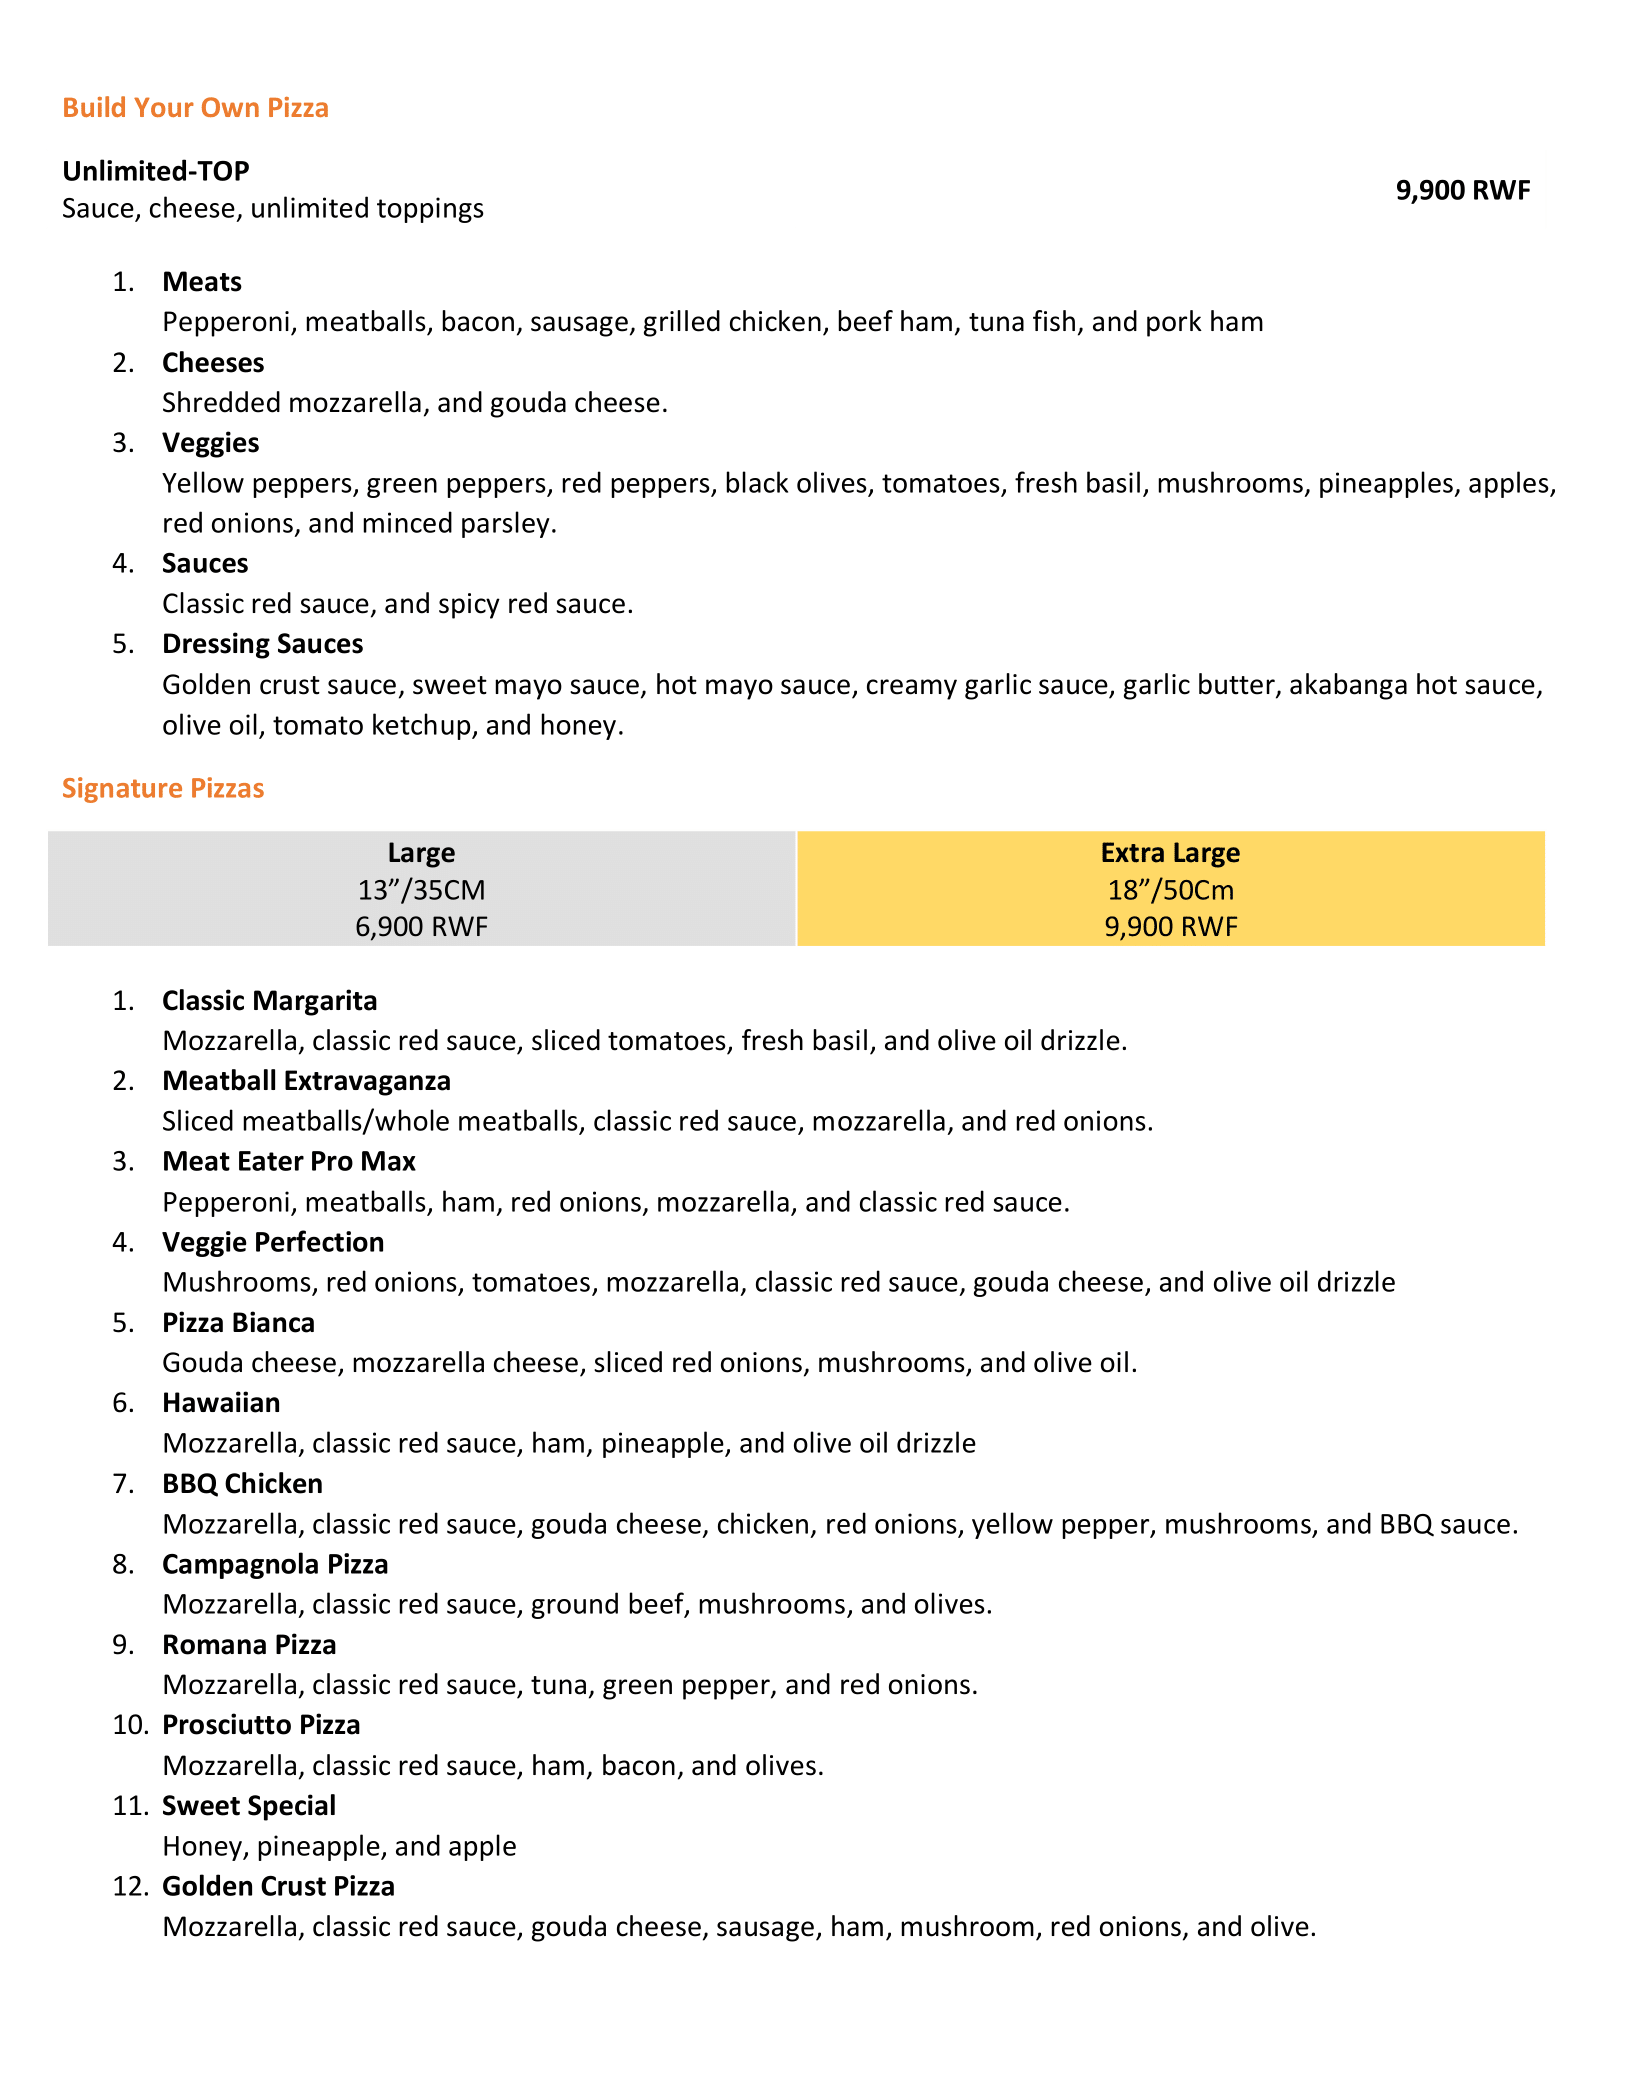 Build Your Own Pizza
Unlimited-TOP
Sauce, cheese, unlimited toppings
9,900 RWF
1. Meats
Pepperoni, meatballs, bacon, sausage, grilled chicken, beef ham, tuna fish, and pork ham
2. Cheeses
Shredded mozzarella, and gouda cheese.
3. Veggies
Yellow peppers, green peppers, red peppers, black olives, tomatoes, fresh basil, mushrooms, pineapples, apples,
red onions, and minced parsley.
4. Sauces
Classic red sauce, and spicy red sauce.
5. Dressing Sauces
Golden crust sauce, sweet mayo sauce, hot mayo sauce, creamy garlic sauce, garlic butter, akabanga hot sauce,
olive oil, tomato ketchup, and honey.
Signature Pizzas
Large
13”/35CM
6,900 RWF
Extra Large
18”/50Cm
9,900 RWF
1. Classic Margarita
Mozzarella, classic red sauce, sliced tomatoes, fresh basil, and olive oil drizzle.
2. Meatball Extravaganza
Sliced meatballs/whole meatballs, classic red sauce, mozzarella, and red onions.
3. Meat Eater Pro Max
Pepperoni, meatballs, ham, red onions, mozzarella, and classic red sauce.
4. Veggie Perfection
Mushrooms, red onions, tomatoes, mozzarella, classic red sauce, gouda cheese, and olive oil drizzle
5. Pizza Bianca
Gouda cheese, mozzarella cheese, sliced red onions, mushrooms, and olive oil.
6. Hawaiian
Mozzarella, classic red sauce, ham, pineapple, and olive oil drizzle
7. BBQ Chicken
Mozzarella, classic red sauce, gouda cheese, chicken, red onions, yellow pepper, mushrooms, and BBQ sauce.
8. Campagnola Pizza
Mozzarella, classic red sauce, ground beef, mushrooms, and olives.
9. Romana Pizza
Mozzarella, classic red sauce, tuna, green pepper, and red onions.
10. Prosciutto Pizza
Mozzarella, classic red sauce, ham, bacon, and olives.
11. Sweet Special
Honey, pineapple, and apple
12. Golden Crust Pizza
Mozzarella, classic red sauce, gouda cheese, sausage, ham, mushroom, red onions, and olive.